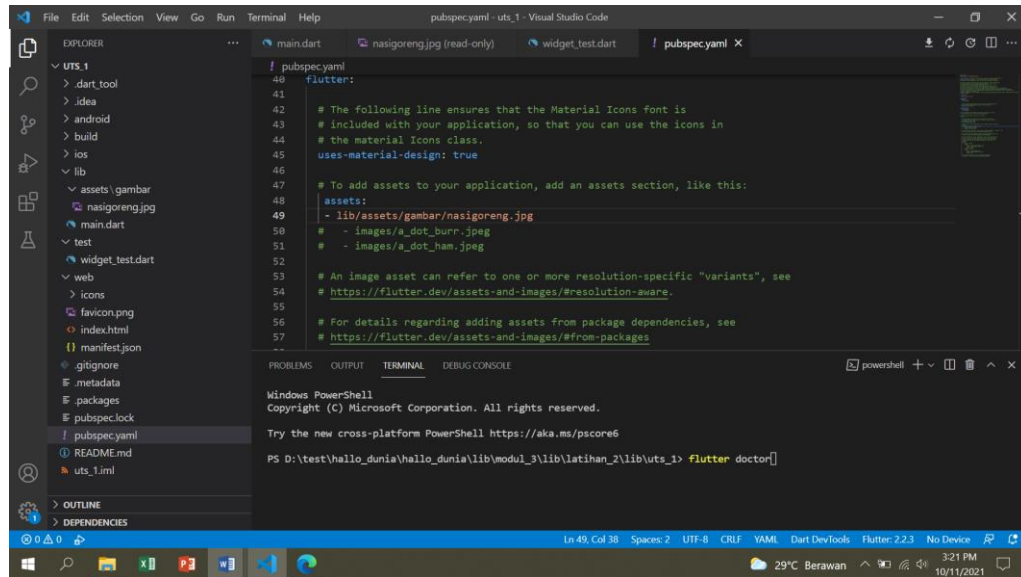 File Edit Selection View Go Run Terminal Help pubspec.yaml - uts_1 - Visual Studio Code
EXPLORER ...
UTS_1
> .dart_tool
> .idea
> android
> build
> ios
lib
assets \ gambar
nasigoreng.jpg
main.dart
test
widget_test.dart
web
> icons
favicon.png
index.html
manifest.json
.gitignore
.metadata
.packages
pubspec.lock
! pubspec.yaml
README.md
uts_1.iml
> OUTLINE
> DEPENDENCIES
main.dart nasigoreng.jpg (read-only) widget_test.dart ! pubspec.yaml ×
! pubspec.yaml
40 flutter:
41
42 # The following line ensures that the Material Icons font is
43 # included with your application, so that you can use the icons in
44 # the material Icons class.
45 uses-material-design: true
46
47 # To add assets to your application, add an assets section, like this:
48 assets:
49 - lib/assets/gambar/nasigoreng.jpg
50 # - images/a_dot_burr.jpeg
51 # - images/a_dot_ham.jpeg
52
53 # An image asset can refer to one or more resolution-specific "variants", see
54 # https://flutter.dev/assets-and-images/#resolution-aware.
55
56 # For details regarding adding assets from package dependencies, see
57 # https://flutter.dev/assets-and-images/#from-packages
PROBLEMS OUTPUT TERMINAL DEBUG CONSOLE powershell
Windows PowerShell
Copyright (C) Microsoft Corporation. All rights reserved.
Try the new cross-platform PowerShell https://aka.ms/pscore6
PS D:\test\hallo_dunia\hallo_dunia\lib\modul_3\lib\latihan_2\lib\uts_1> flutter doctor
1
0 0 Ln 49, Col 38 Spaces: 2 UTF-8 CRLF YAML Dart DevTools Flutter: 2.2.3 No Device
29°C Berawan 3:21 PM
10/11/2021